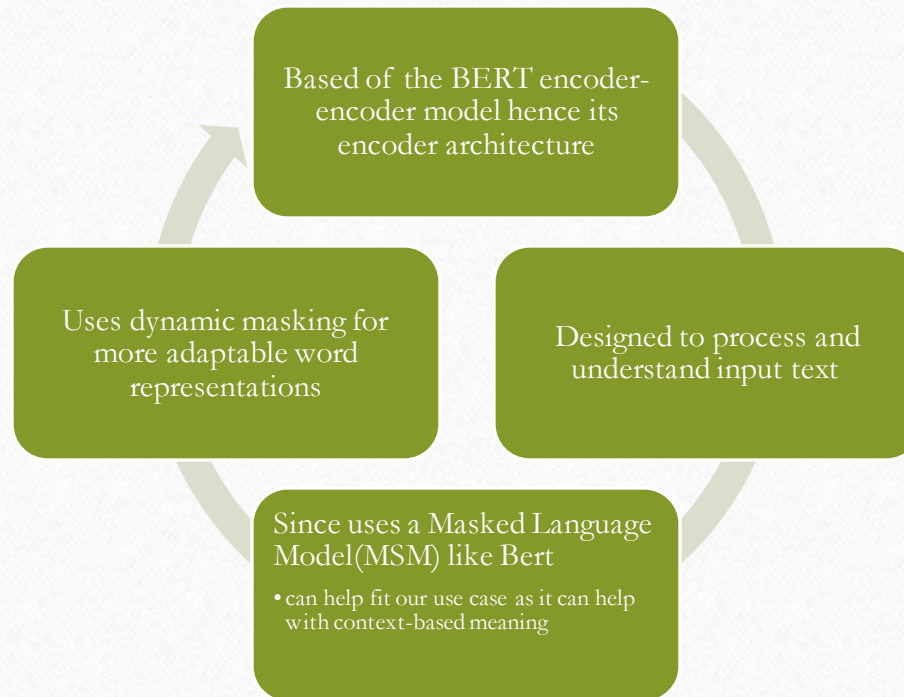 Based of the BERT encoder-
encoder model hence its
encoder architecture
Designed to process and
understand input text
Since uses a Masked Language
Model(MSM) like Bert
• can help fit our use case as it can help
with context-based meaning
Uses dynamic masking for
more adaptable word
representations